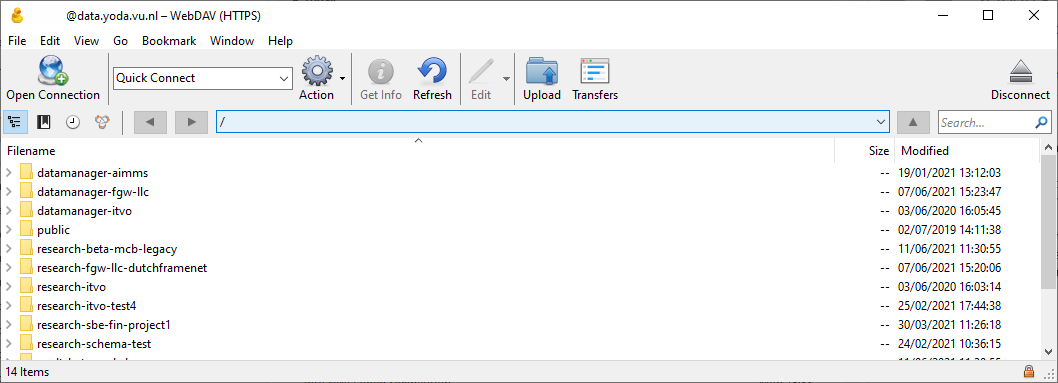 @data.yoda.vu.nl – WebDAV (HTTPS)
File Edit View Go Bookmark Window Help
Quick Connect
Open Connection Action Get Info Refresh Edit Upload Transfers Disconnect
/ Search...
Filename Size Modified
datamanager-aimms -- 19/01/2021 13:12:03
datamanager-fgw-llc -- 07/06/2021 15:23:47
datamanager-itvo -- 03/06/2020 16:05:45
public -- 02/07/2019 14:11:38
research-beta-mcb-legacy -- 11/06/2021 11:30:55
research-fgw-llc-dutchframenet -- 07/06/2021 15:20:06
research-itvo -- 03/06/2020 16:03:14
research-itvo-test4 -- 25/02/2021 17:44:38
research-sbe-fin-project1 -- 30/03/2021 11:26:18
research-schema-test -- 24/02/2021 10:36:15
14 Items